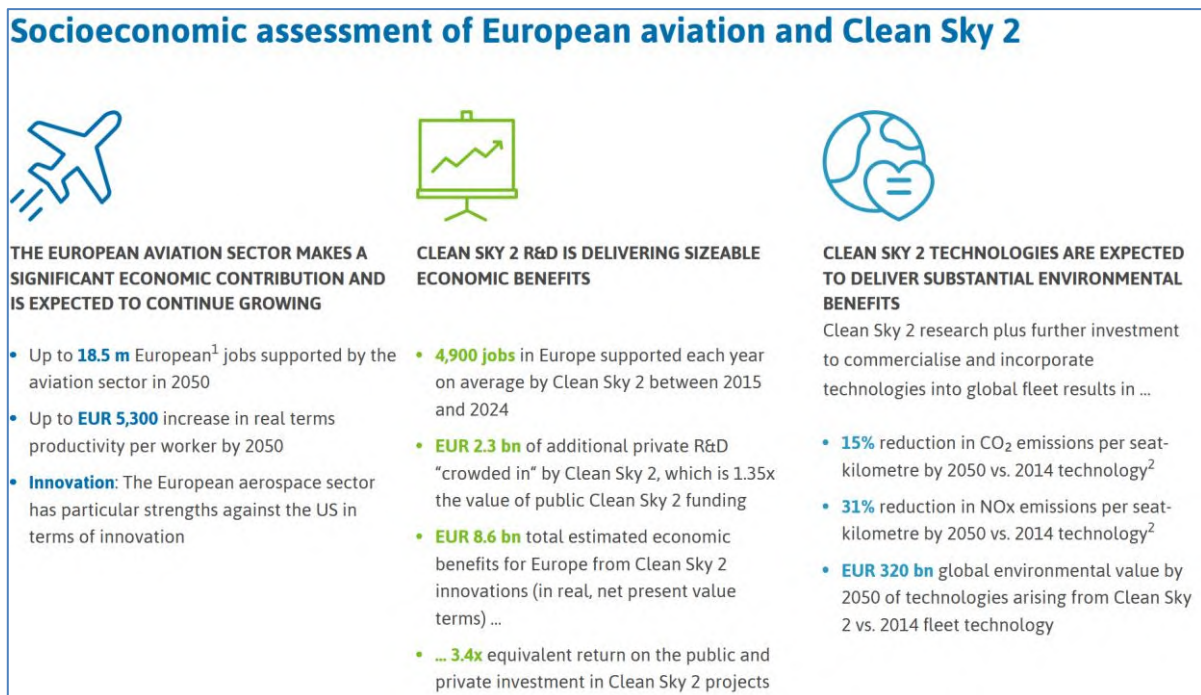 Socioeconomic assessment of European aviation and Clean Sky 2
THE EUROPEAN AVIATION SECTOR MAKES A
SIGNIFICANT ECONOMIC CONTRIBUTION AND
IS EXPECTED TO CONTINUE GROWING
• Up to 18.5 m European¹ jobs supported by the
aviation sector in 2050
• Up to EUR 5,300 increase in real terms
productivity per worker by 2050
• Innovation: The European aerospace sector
has particular strengths against the US in
terms of innovation
CLEAN SKY 2 R&D IS DELIVERING SIZEABLE
ECONOMIC BENEFITS
• 4,900 jobs in Europe supported each year
on average by Clean Sky 2 between 2015
and 2024
• EUR 2.3 bn of additional private R&D
“crowded in“ by Clean Sky 2, which is 1.35x
the value of public Clean Sky 2 funding
• EUR 8.6 bn total estimated economic
benefits for Europe from Clean Sky 2
innovations (in real, net present value
terms) ...
• ... 3.4x equivalent return on the public and
private investment in Clean Sky 2 projects
CLEAN SKY 2 TECHNOLOGIES ARE EXPECTED
TO DELIVER SUBSTANTIAL ENVIRONMENTAL
BENEFITS
Clean Sky 2 research plus further investment
to commercialise and incorporate
technologies into global fleet results in ...
• 15% reduction in CO₂ emissions per seat-
kilometre by 2050 vs. 2014 technology²
• 31% reduction in NOx emissions per seat-
kilometre by 2050 vs. 2014 technology²
• EUR 320 bn global environmental value by
2050 of technologies arising from Clean Sky
2 vs. 2014 fleet technology